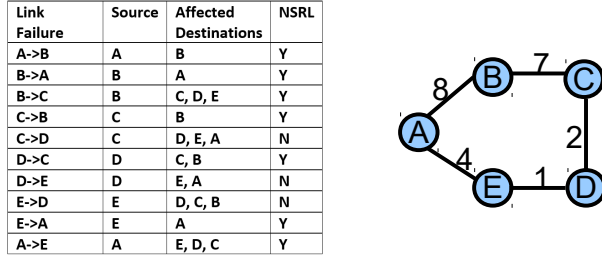 Link Failure Source Affected Destinations NSRL
A->B A B Y
B->A B A Y
B->C B C, D, E Y
C->B C B Y
C->D C D, E, A N
D->C D C, B Y
D->E D E, A N
E->D E D, C, B N
E->A E A Y
A->E A E, D, C Y
B 7 C
8
A 2
4
E 1 D